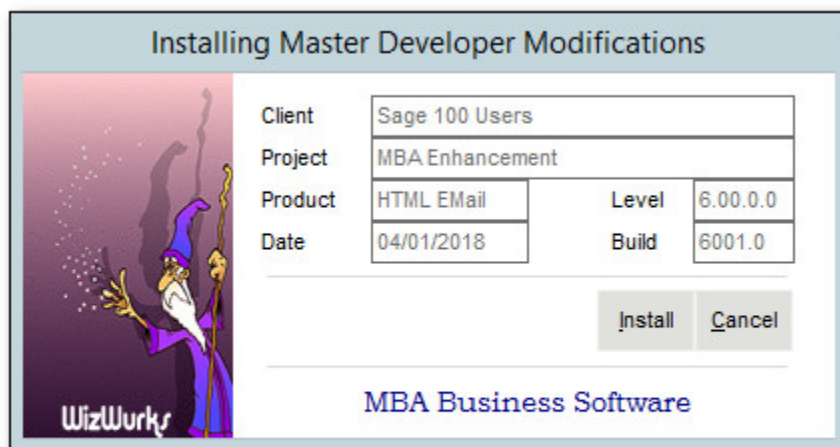 Installing Master Developer Modifications
Client Sage 100 Users
Project MBA Enhancement
Product HTML EMail Level 6.00.0.0
Date 04/01/2018 Build 6001.0
Install Cancel
MBA Business Software
WizWurks